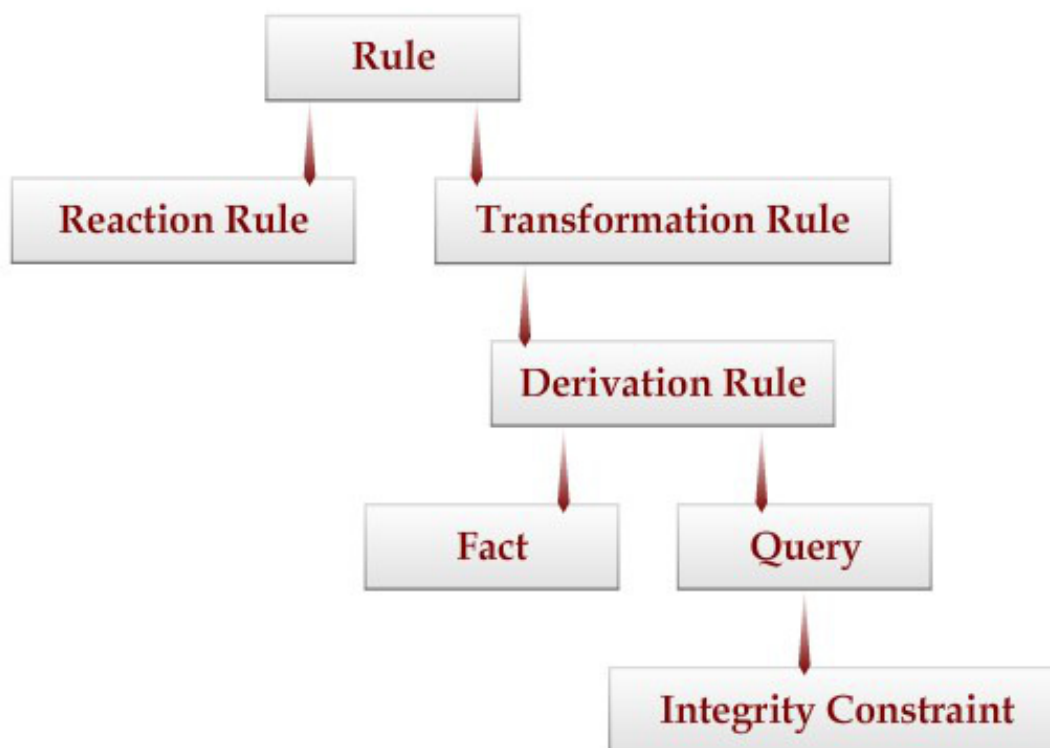 Rule
Reaction Rule
Transformation Rule
Derivation Rule
Fact
Query
Integrity Constraint